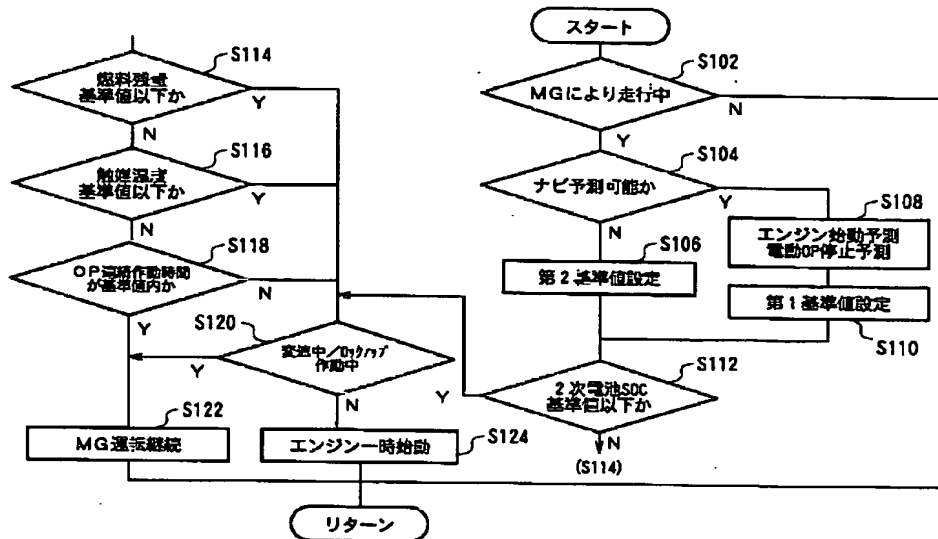 スタート
S102
MGにより走行中
N
Y
S104
ナビ予測可能か
Y
N
S108
エンジン始動予測
電動OP停止予測
S106
第2基準値設定
第1基準値設定
S110
S112
2次電池SOC
基準値以下か
Y
N
(S114)
S114
燃料残量
基準値以下か
Y
N
S116
触媒温度
基準値以下か
Y
N
S118
OP連続作動時間
が基準値内か
N
Y
S120
変速中/ロックアップ
作動中
Y
N
S122
MG運転継続
S124
エンジン一時始動
リターン